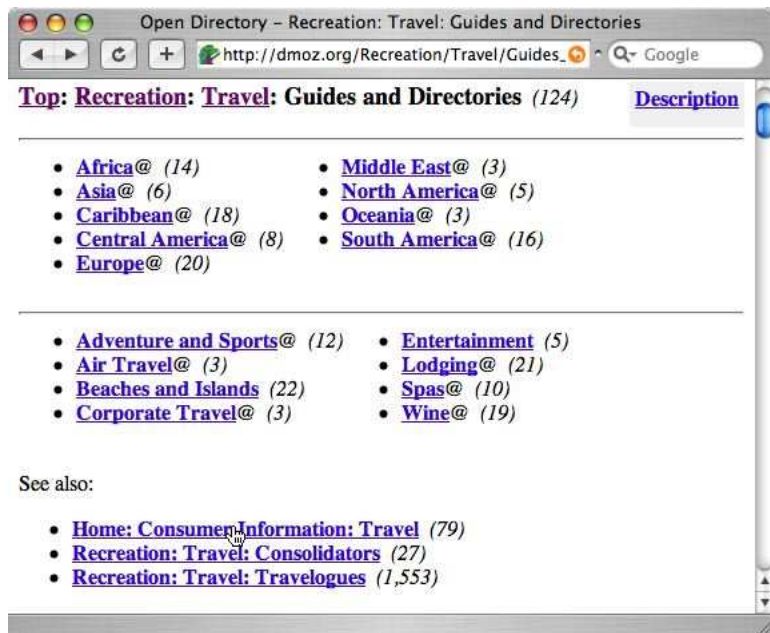 Open Directory – Recreation: Travel: Guides and Directories
http://dmoz.org/Recreation/Travel/Guides_
Google
Top: Recreation: Travel: Guides and Directories (124)
Description
Africa@ (14)
Asia@ (6)
Caribbean@ (18)
Central America@ (8)
Europe@ (20)
Middle East@ (3)
North America@ (5)
Oceania@ (3)
South America@ (16)
Adventure and Sports@ (12)
Air Travel@ (3)
Beaches and Islands (22)
Corporate Travel@ (3)
Entertainment (5)
Lodging@ (21)
Spas@ (10)
Wine@ (19)
See also:
Home: Consumer Information: Travel (79)
Recreation: Travel: Consolidators (27)
Recreation: Travel: Travelogues (1,553)